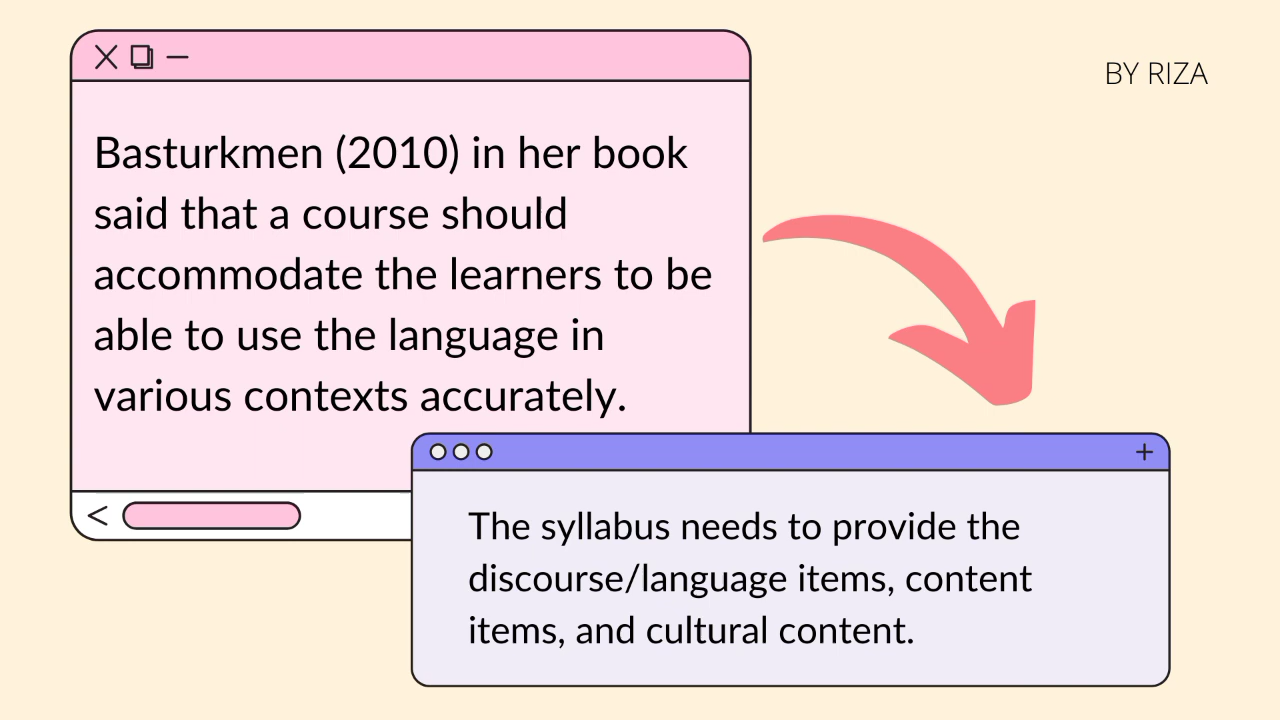 BY RIZA
Basturkmen (2010) in her book
said that a course should
accommodate the learners to be
able to use the language in
various contexts accurately.
The syllabus needs to provide the
discourse/language items, content
items, and cultural content.